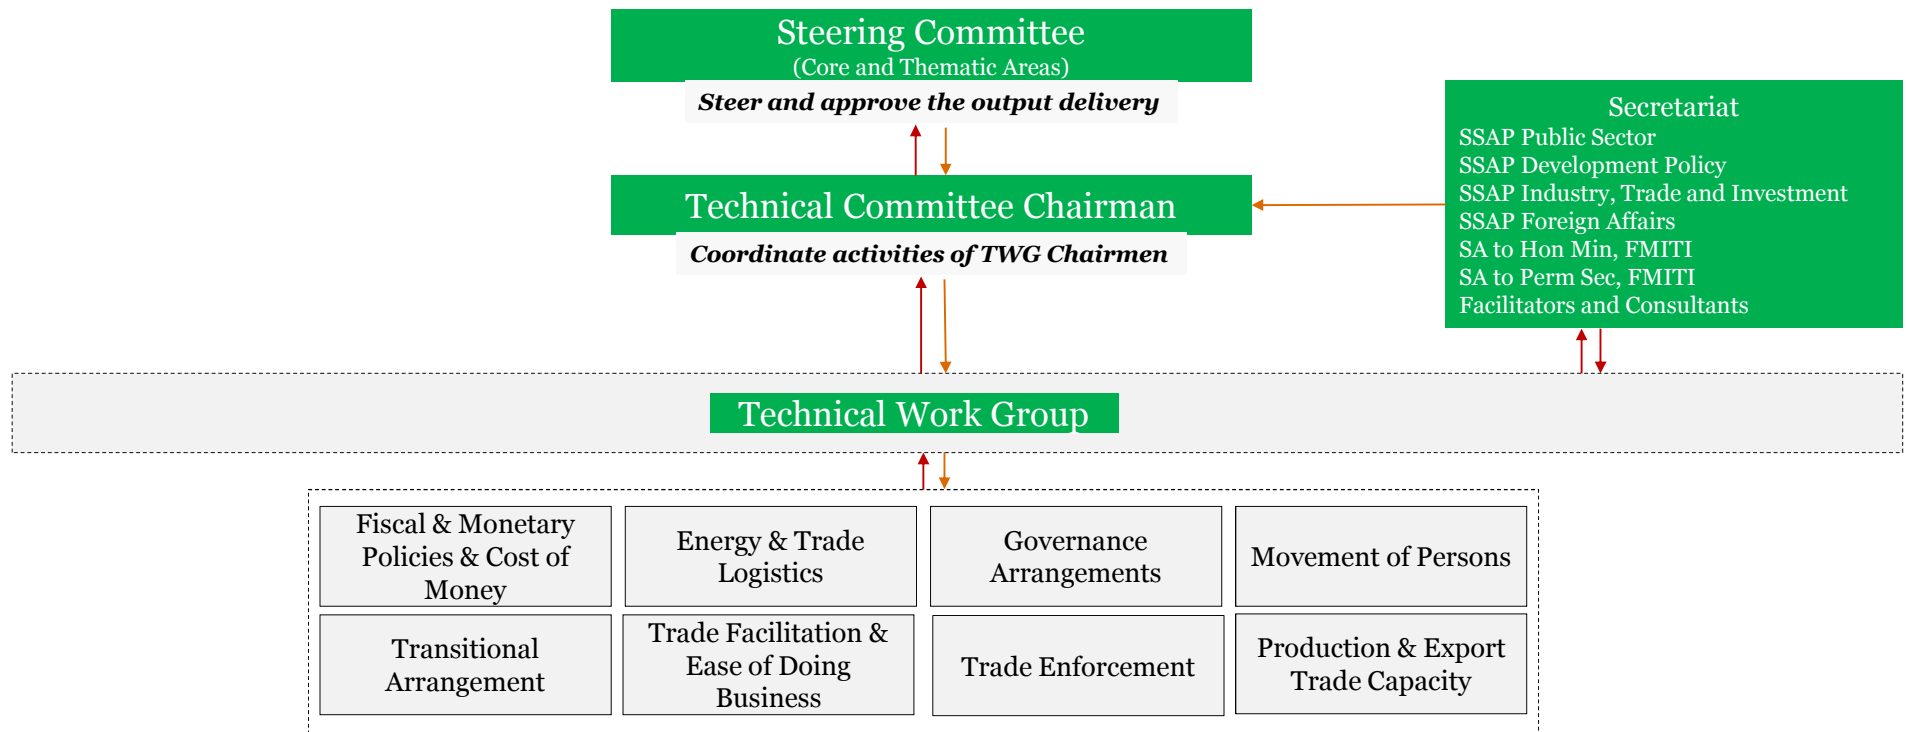 Steering Committee
(Core and Thematic Areas)
Steer and approve the output delivery
Secretariat
SSAP Public Sector
SSAP Development Policy
SSAP Industry, Trade and Investment
SSAP Foreign Affairs
SA to Hon Min, FMITI
SA to Perm Sec, FMITI
Facilitators and Consultants
Technical Committee Chairman
Coordinate activities of TWG Chairmen
Technical Work Group
Fiscal & Monetary
Policies & Cost of
Money
Energy & Trade
Logistics
Governance
Arrangements
Movement of Persons
Transitional
Arrangement
Trade Facilitation &
Ease of Doing
Business
Trade Enforcement
Production & Export
Trade Capacity